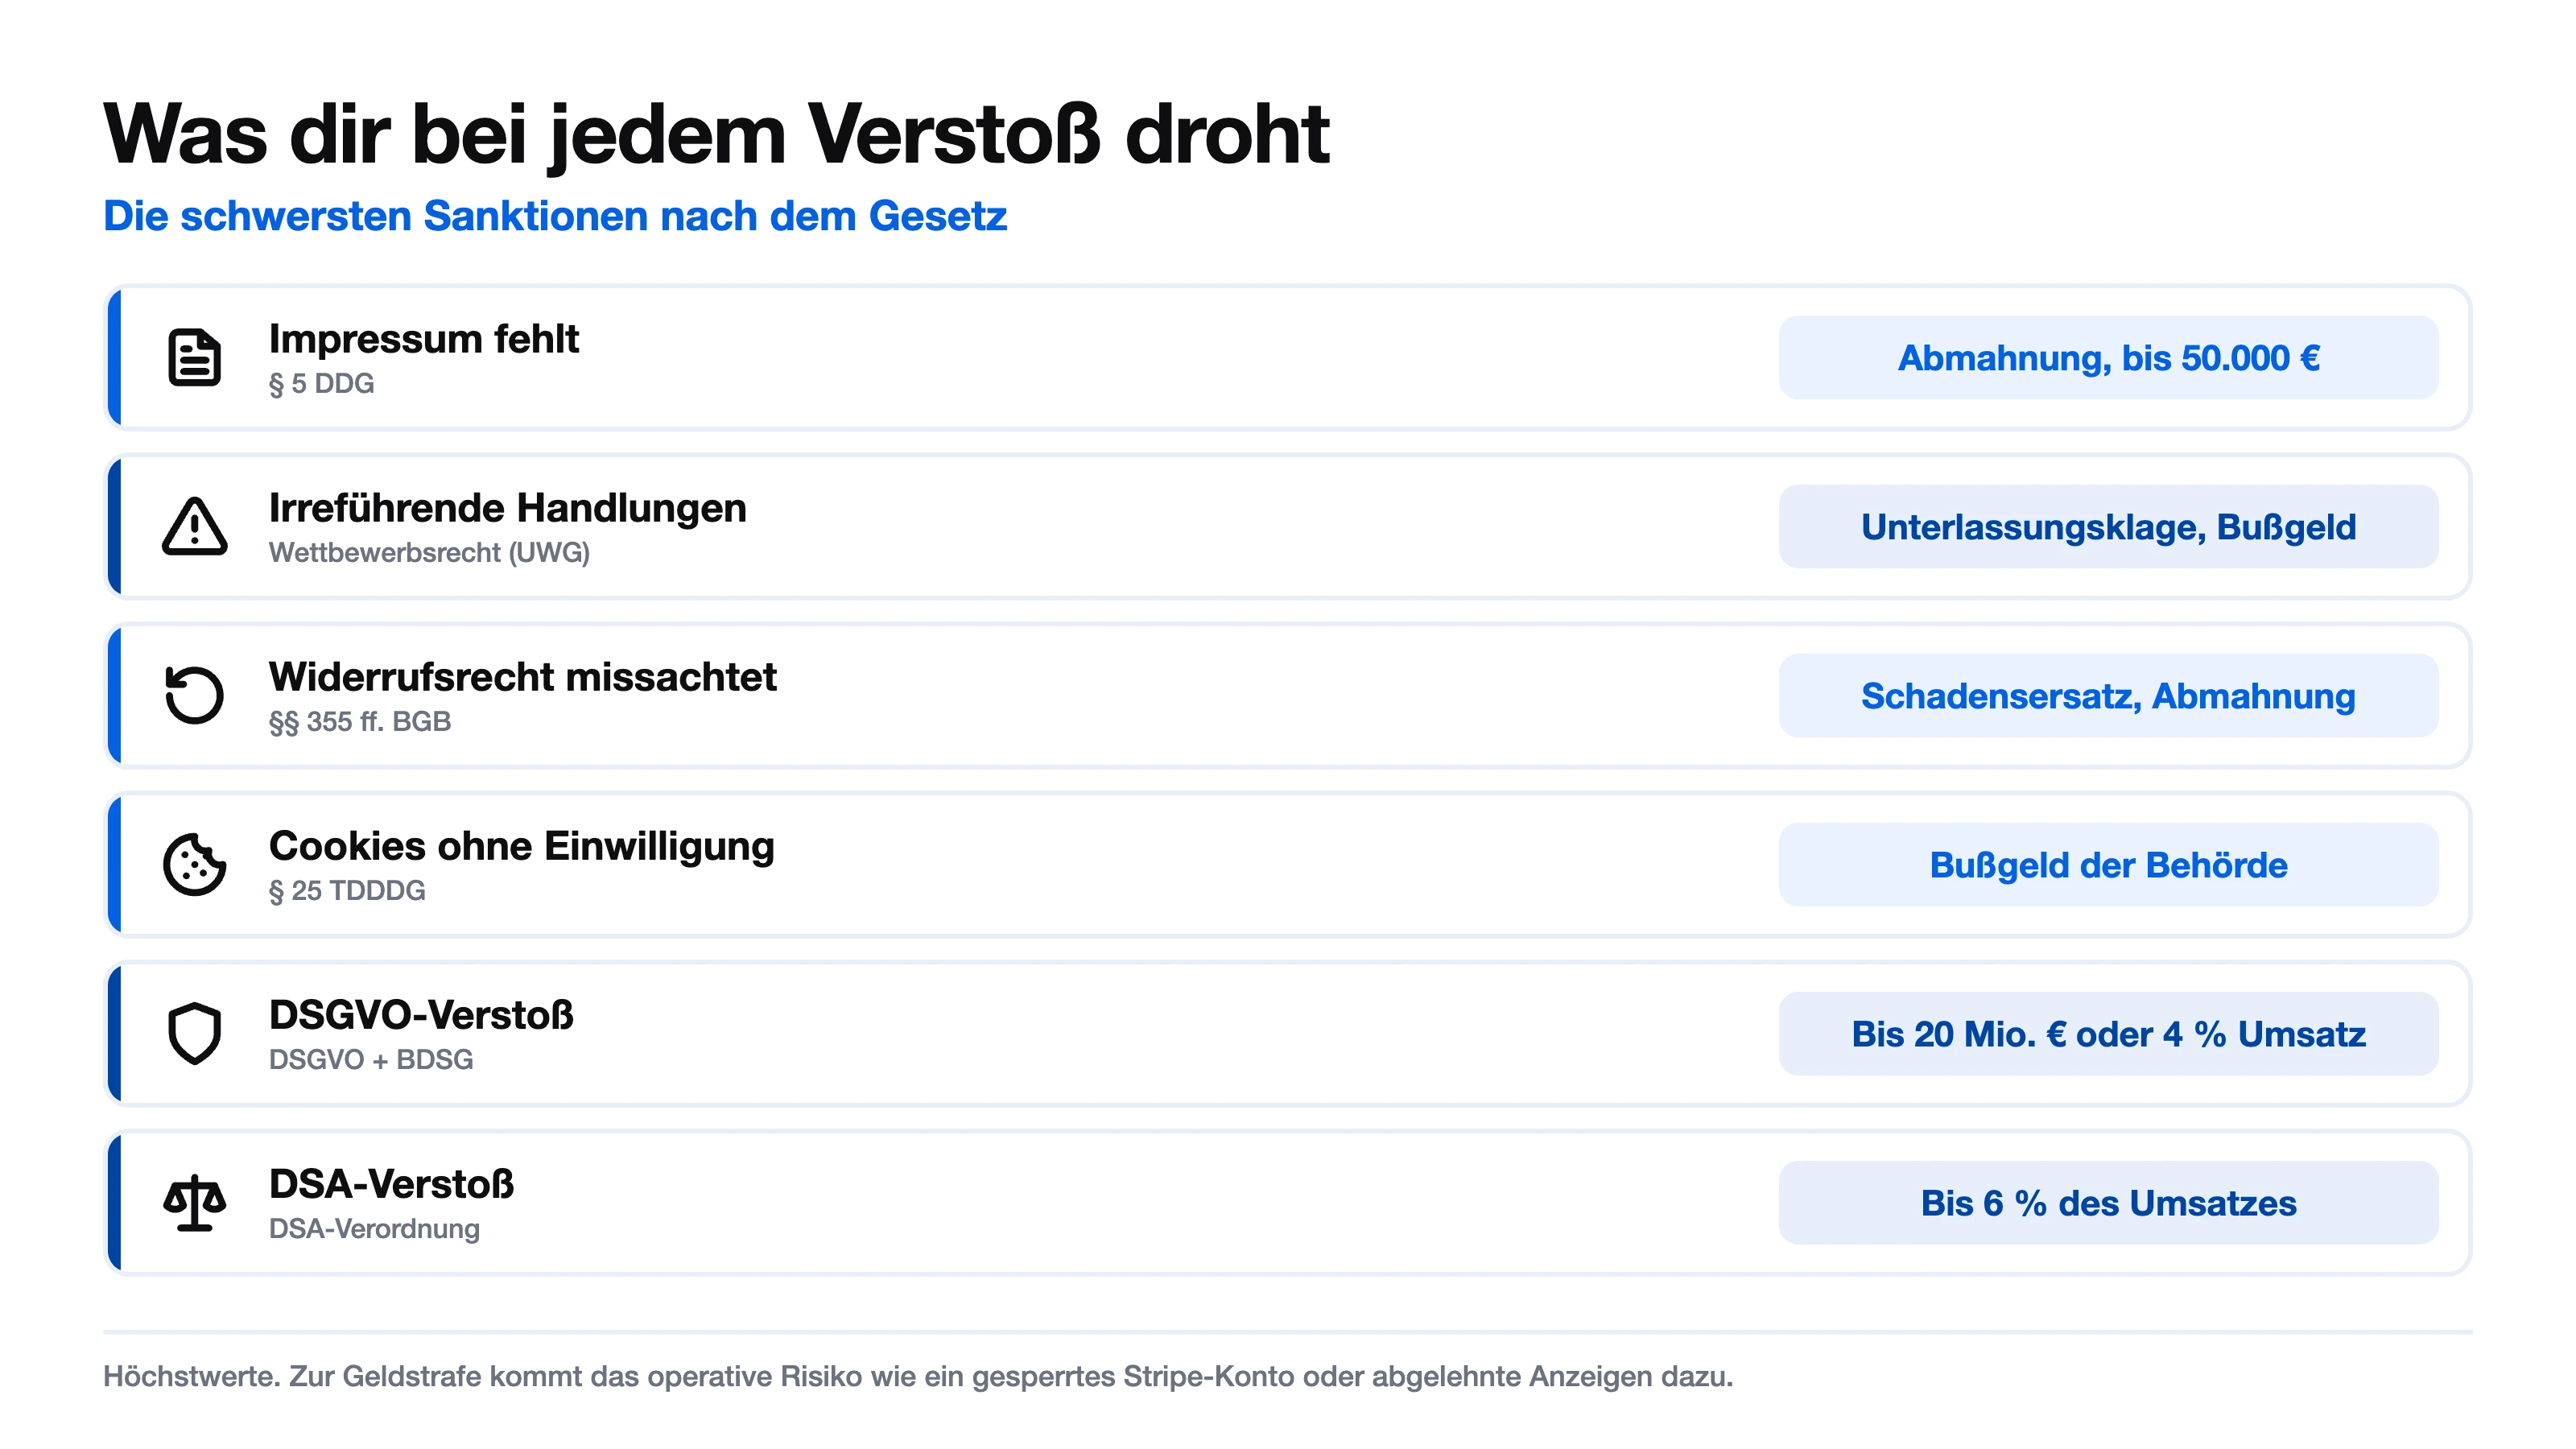 Was dir bei jedem Verstoß droht
Die schwersten Sanktionen nach dem Gesetz
Impressum fehlt
§ 5 DDG
Abmahnung, bis 50.000 €
Irreführende Handlungen
Wettbewerbsrecht (UWG)
Unterlassungsklage, Bußgeld
Widerrufsrecht missachtet
§§ 355 ff. BGB
Schadensersatz, Abmahnung
Cookies ohne Einwilligung
§ 25 TDDDG
Bußgeld der Behörde
DSGVO-Verstoß
DSGVO + BDSG
Bis 20 Mio. € oder 4 % Umsatz
DSA-Verstoß
DSA-Verordnung
Bis 6 % des Umsatzes
Höchstwerte. Zur Geldstrafe kommt das operative Risiko wie ein gesperrtes Stripe-Konto oder abgelehnte Anzeigen dazu.